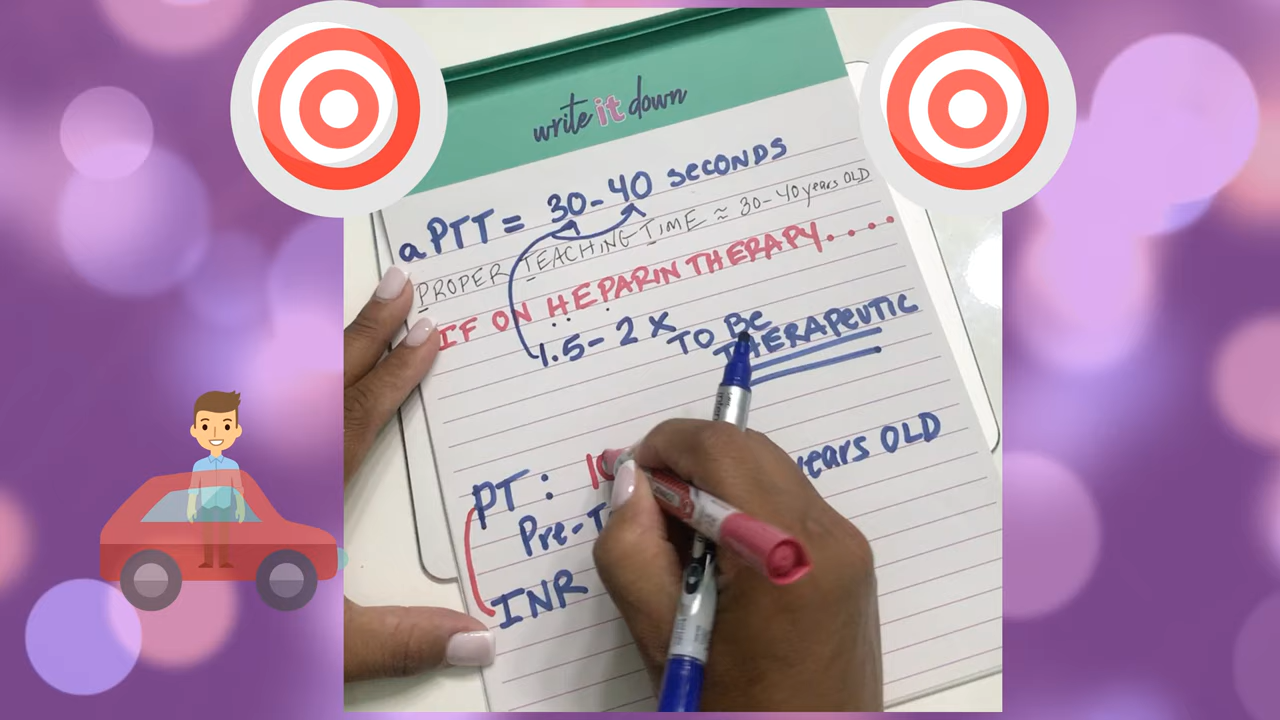 write it down
aPTT = 30-40 seconds
PROPER TEACHING TIME ≈ 30-40 years OLD
IF ON HEPARIN THERAPY....
1.5-2 x TO Be THERAPeUTIC
PT: years OLD
Pre-T
INR